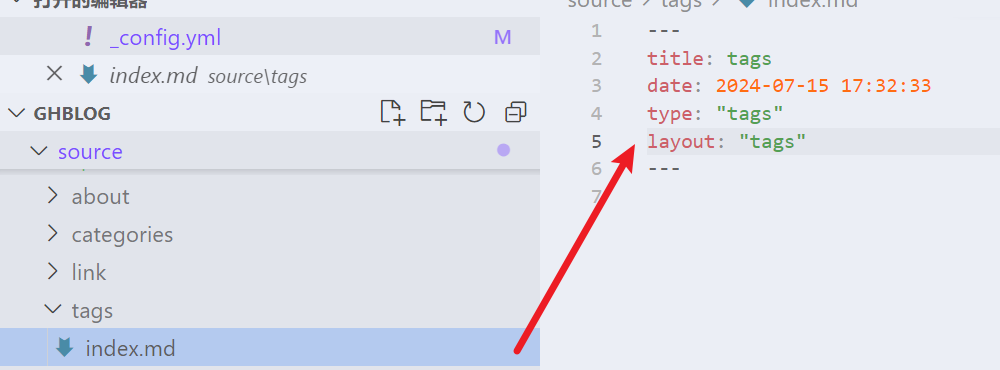 打开的编辑器
! _config.yml M
index.md source\tags
GHBLOG
source
about
categories
link
tags
index.md
source > tags > index.md
1 ---
2 title: tags
3 date: 2024-07-15 17:32:33
4 type: "tags"
5 layout: "tags"
6 ---
7